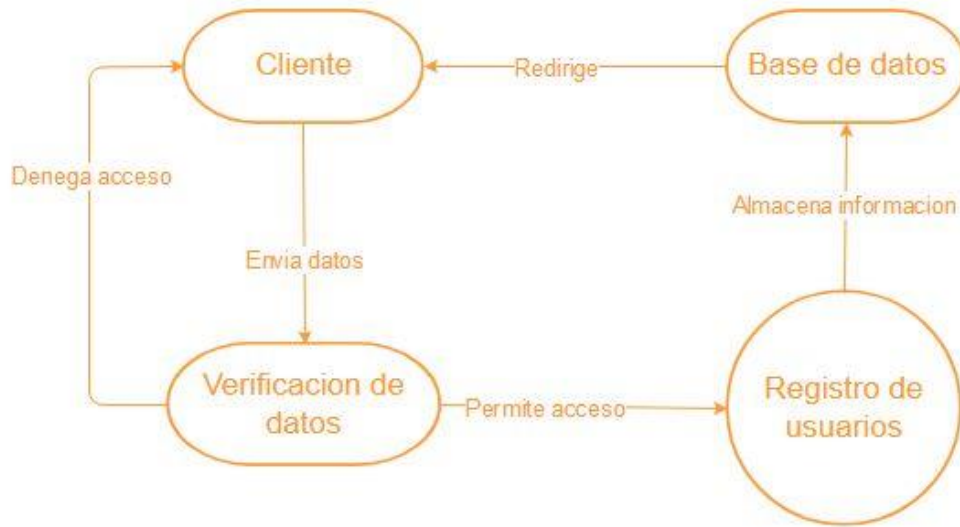 Cliente
Redirige
Base de datos
Denega acceso
Almacena informacion
Envia datos
Verificacion de
datos
Permite acceso
Registro de
usuarios